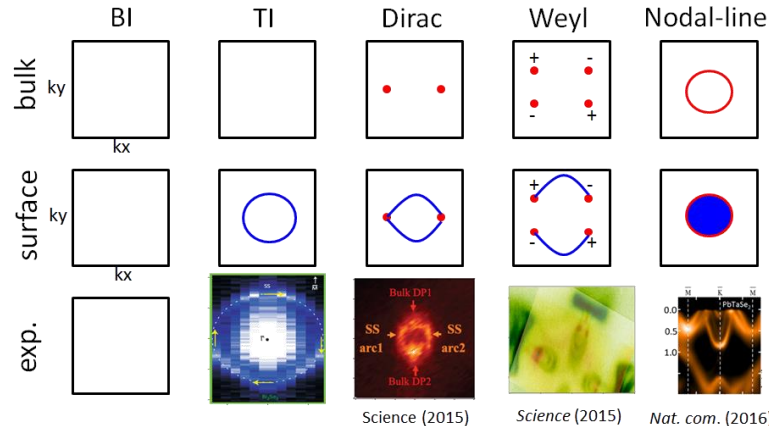 BI TI Dirac Weyl Nodal-line
bulk
ky
kx
+ -
- +
surface
ky
kx
+ -
- +
exp.
SS
M
Γ
Bulk DP1
SS arc1
SS arc2
Bulk DP2
M K M
PbTaSe2
0.0
0.5
1.0
Science (2015) Science (2015) Nat. com. (2016)